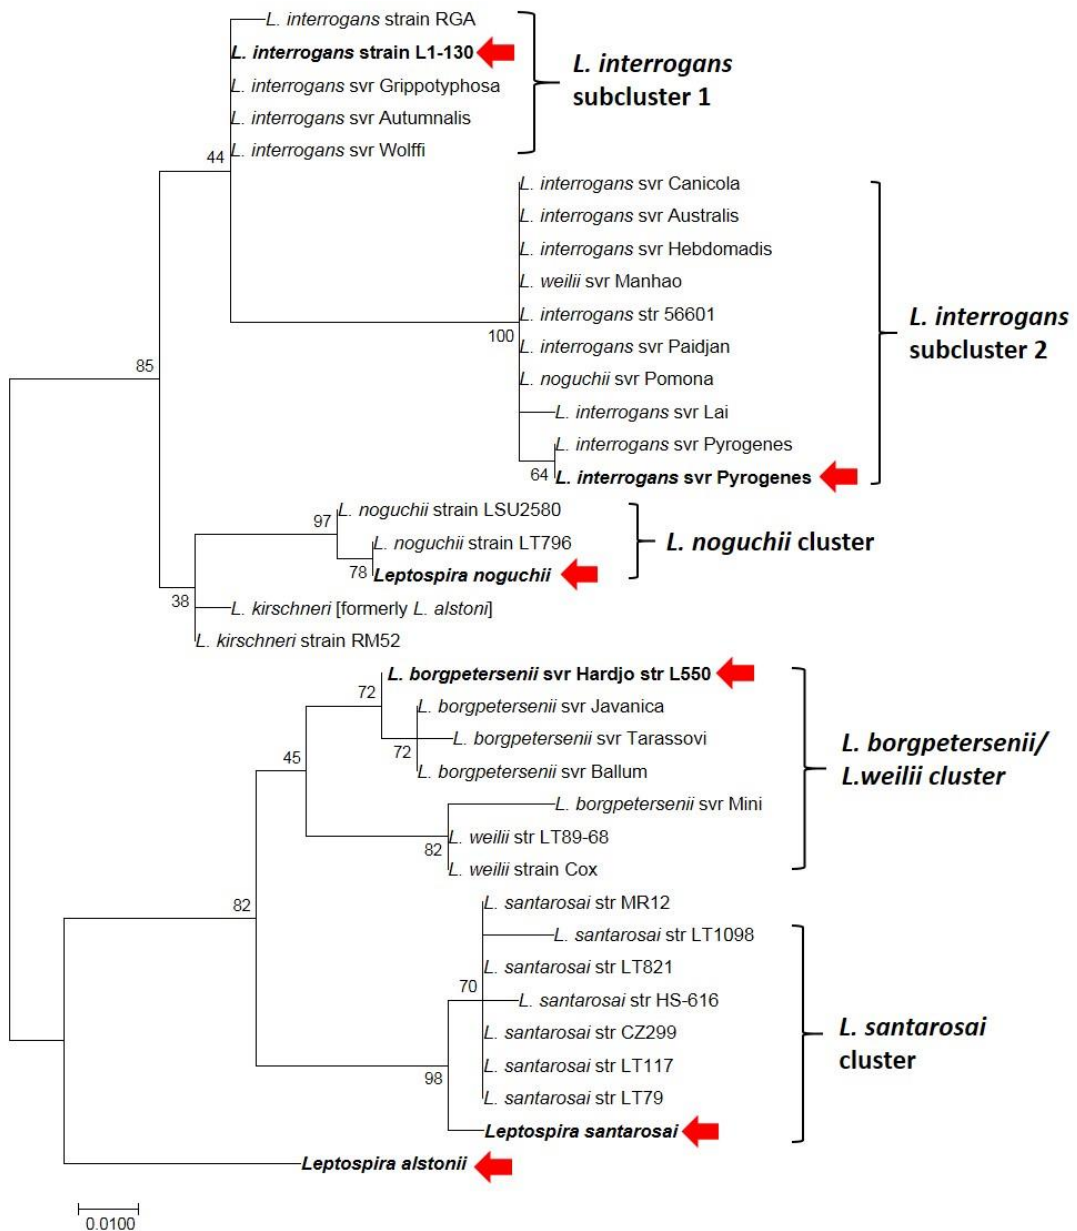 L. interrogans strain RGA
L. interrogans strain L1-130
L. interrogans svr Grippotyphosa
L. interrogans svr Autumnalis
L. interrogans svr Wolffi
L. interrogans
subcluster 1
44
L. interrogans svr Canicola
L. interrogans svr Australis
L. interrogans svr Hebdomadis
L. weilii svr Manhao
L. interrogans str 56601
L. interrogans svr Paidjan
L. noguchii svr Pomona
L. interrogans svr Lai
L. interrogans svr Pyrogenes
L. interrogans svr Pyrogenes
L. interrogans
subcluster 2
100
64
85
L. noguchii strain LSU2580
L. noguchii strain LT796
Leptospira noguchii
L. noguchii cluster
97
78
38
L. kirschneri [formerly L. alstoni]
L. kirschneri strain RM52
L. borgpetersenii svr Hardjo str L550
L. borgpetersenii svr Javanica
L. borgpetersenii svr Tarassovi
L. borgpetersenii svr Ballum
L. borgpetersenii svr Mini
L. weilii str LT89-68
L. weilii strain Cox
L. borgpetersenii/
L.weilii cluster
72
72
45
82
82
L. santarosai str MR12
L. santarosai str LT1098
L. santarosai str LT821
L. santarosai str HS-616
L. santarosai str CZ299
L. santarosai str LT117
L. santarosai str LT79
Leptospira santarosai
L. santarosai
cluster
70
98
Leptospira alstonii
0.0100